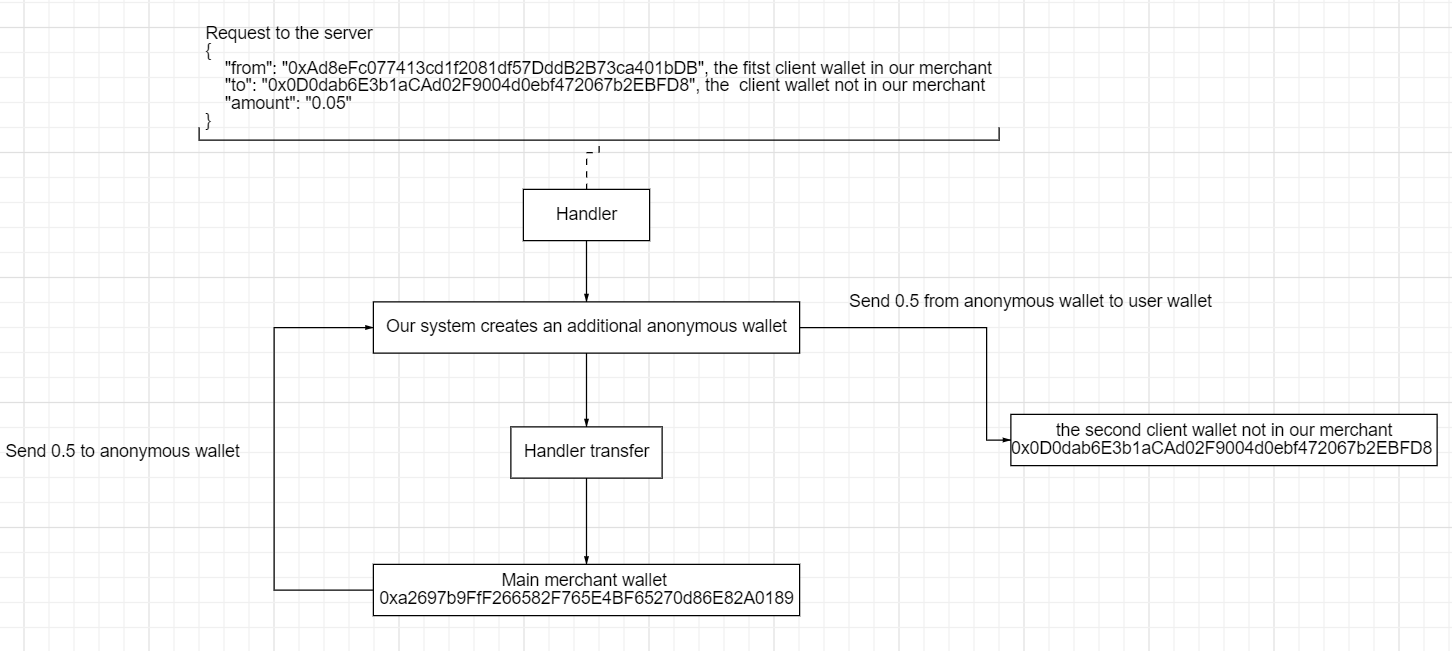 Request to the server
{
"from": "0xAd8eFc077413cd1f2081df57DddB2B73ca401bDB", the fitst client wallet in our merchant
"to": "0x0D0dab6E3b1aCAd02F9004d0ebf472067b2EBFD8", the  client wallet not in our merchant
"amount": "0.05"
}
Handler
Send 0.5 from anonymous wallet to user wallet
Our system creates an additional anonymous wallet
the second client wallet not in our merchant
0x0D0dab6E3b1aCAd02F9004d0ebf472067b2EBFD8
Send 0.5 to anonymous wallet
Handler transfer
Main merchant wallet
0xa2697b9FfF266582F765E4BF65270d86E82A0189